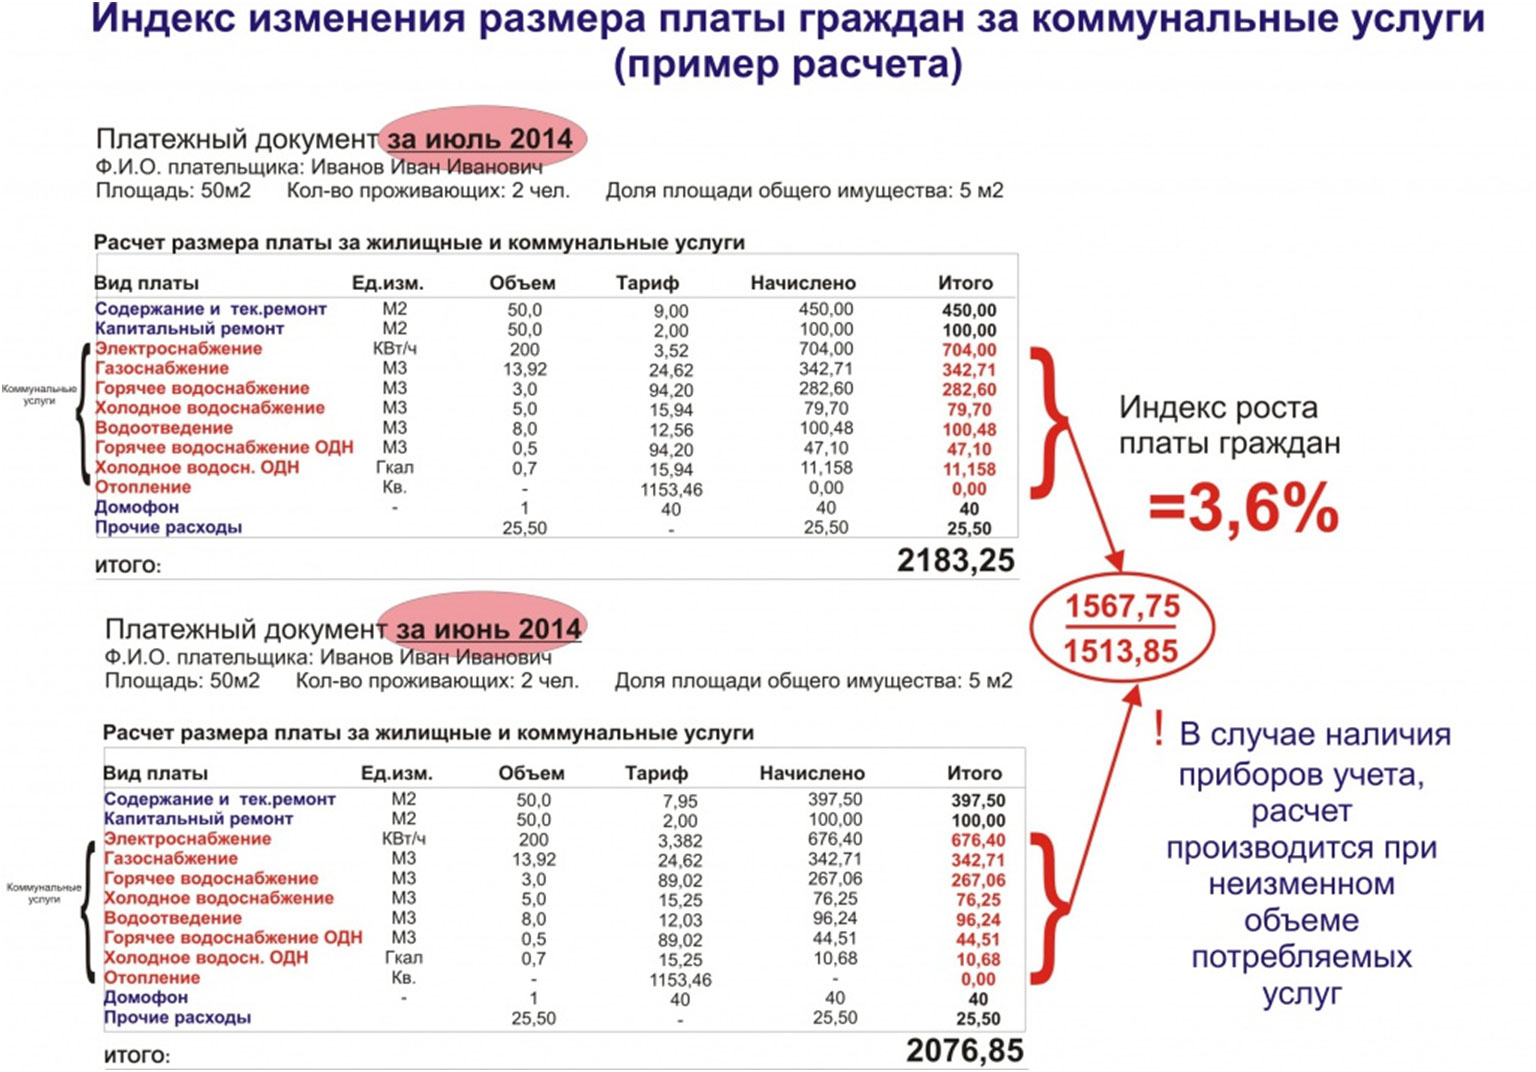 Индекс изменения размера платы граждан за коммунальные услуги
(пример расчета)
Платежный документ за июль 2014
Ф.И.О. плательщика: Иванов Иван Иванович
Площадь: 50м2 Кол-во проживающих: 2 чел. Доля площади общего имущества: 5 м2
Расчет размера платы за жилищные и коммунальные услуги
Вид платы Ед.изм. Объем Тариф Начислено Итого
Содержание и тек.ремонт М2 50,0 9,00 450,00 450,00
Капитальный ремонт М2 50,0 2,00 100,00 100,00
Электроснабжение КВт/ч 200 3,52 704,00 704,00
Газоснабжение М3 13,92 24,62 342,71 342,71
Горячее водоснабжение М3 3,0 94,20 282,60 282,60
Холодное водоснабжение М3 5,0 15,94 79,70 79,70
Водоотведение М3 8,0 12,56 100,48 100,48
Горячее водоснабжение ОДН М3 0,5 94,20 47,10 47,10
Холодное водосн. ОДН Гкал 0,7 15,94 11,158 11,158
Отопление Кв. - 1153,46 0,00 0,00
Домофон - 1 40 40 40
Прочие расходы 25,50 - 25,50 25,50
ИТОГО: 2183,25
Коммунальные
услуги
Индекс роста
платы граждан
=3,6%
1567,75
1513,85
Платежный документ за июнь 2014
Ф.И.О. плательщика: Иванов Иван Иванович
Площадь: 50м2 Кол-во проживающих: 2 чел. Доля площади общего имущества: 5 м2
Расчет размера платы за жилищные и коммунальные услуги
Вид платы Ед.изм. Объем Тариф Начислено Итого
Содержание и тек.ремонт М2 50,0 7,95 397,50 397,50
Капитальный ремонт М2 50,0 2,00 100,00 100,00
Электроснабжение КВт/ч 200 3,382 676,40 676,40
Газоснабжение М3 13,92 24,62 342,71 342,71
Горячее водоснабжение М3 3,0 89,02 267,06 267,06
Холодное водоснабжение М3 5,0 15,25 76,25 76,25
Водоотведение М3 8,0 12,03 96,24 96,24
Горячее водоснабжение ОДН М3 0,5 89,02 44,51 44,51
Холодное водосн. ОДН Гкал 0,7 15,25 10,68 10,68
Отопление Кв. - 1153,46 - 0,00
Домофон - 1 40 40 40
Прочие расходы 25,50 - 25,50 25,50
ИТОГО: 2076,85
Коммунальные
услуги
! В случае наличия
приборов учета,
расчет
производится при
неизменном
объеме
потребляемых
услуг